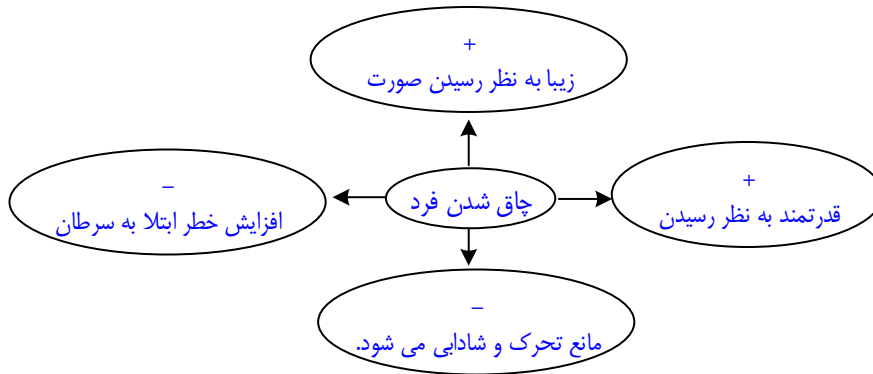 +
زیبا به نظر رسیدن صورت
+
قدرتمند به نظر رسیدن
چاق شدن فرد
–
افزایش خطر ابتلا به سرطان
–
مانع تحرک و شادابی می شود.